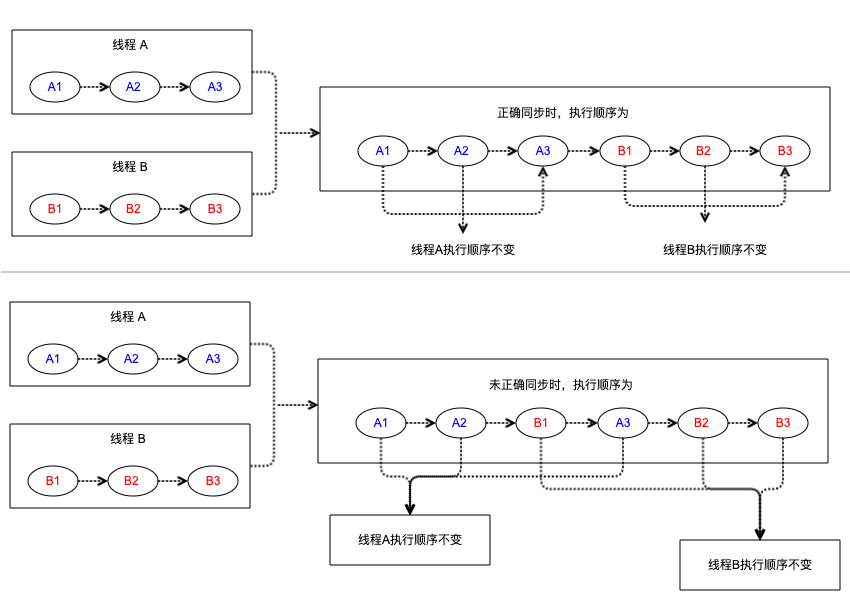 线程 A
A1 A2 A3
线程 B
B1 B2 B3
正确同步时，执行顺序为
A1 A2 A3 B1 B2 B3
线程A执行顺序不变 线程B执行顺序不变
线程 A
A1 A2 A3
线程 B
B1 B2 B3
未正确同步时，执行顺序为
A1 A2 B1 A3 B2 B3
线程A执行顺序不变
线程B执行顺序不变